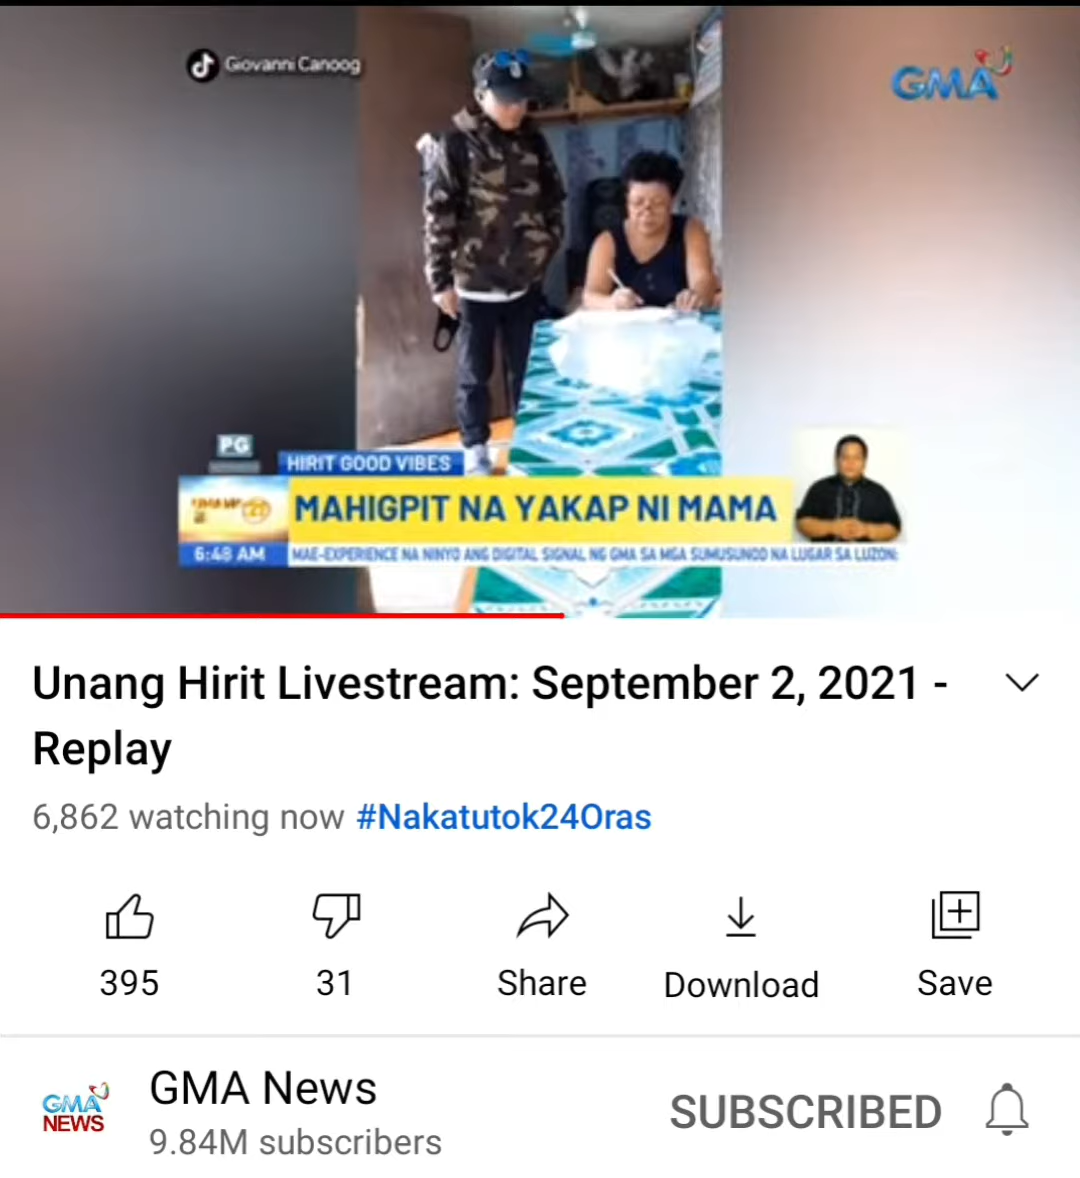 Giovanni Canoog
GMA
PG
HIRIT GOOD VIBES
MAHIGPIT NA YAKAP NI MAMA
6:48 AM
MAE-EXPERIENCE NA NINYO ANG DIGITAL SIGNAL NG GMA SA MGA SUMUSUNOD NA LUGAR SA LUZON:
Unang Hirit Livestream: September 2, 2021 -
Replay
6,862 watching now #Nakatutok24Oras
395
31
Share
Download
Save
GMA
NEWS
GMA News
9.84M subscribers
SUBSCRIBED